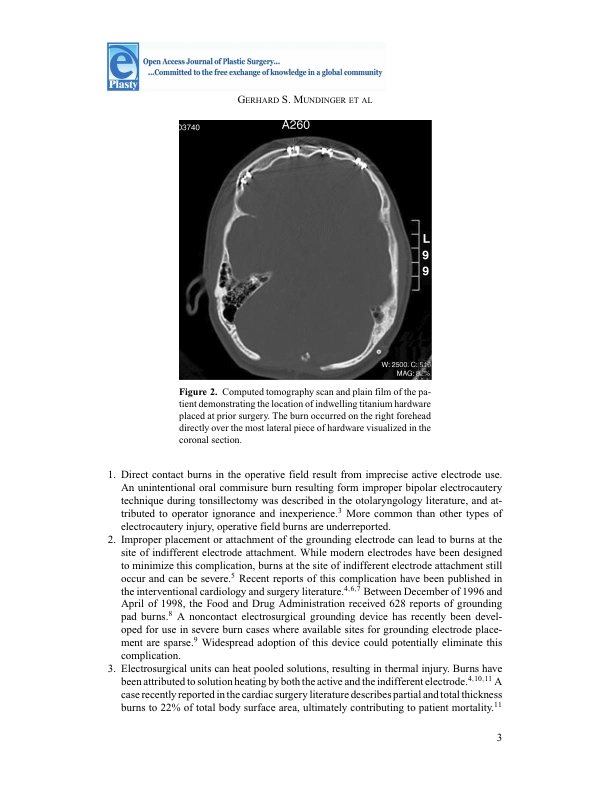 Open Access Journal of Plastic Surgery...
...Committed to the free exchange of knowledge in a global community
e
Plasty
GERHARD S. MUNDINGER ET AL
03740
A260
L
9
9
W: 2500. C: 5
MAG:
Figure 2. Computed tomography scan and plain film of the pa-
tient demonstrating the location of indwelling titanium hardware
placed at prior surgery. The burn occurred on the right forehead
directly over the most lateral piece of hardware visualized in the
coronal section.
1. Direct contact burns in the operative field result from imprecise active electrode use.
An unintentional oral commisure burn resulting form improper bipolar electrocautery
technique during tonsillectomy was described in the otolaryngology literature, and at-
tributed to operator ignorance and inexperience.3 More common than other types of
electrocautery injury, operative field burns are underreported.
2. Improper placement or attachment of the grounding electrode can lead to burns at the
site of indifferent electrode attachment. While modern electrodes have been designed
to minimize this complication, burns at the site of indifferent electrode attachment still
occur and can be severe.5 Recent reports of this complication have been published in
the interventional cardiology and surgery literature.4,6,7 Between December of 1996 and
April of 1998, the Food and Drug Administration received 628 reports of grounding
pad burns.8 A noncontact electrosurgical grounding device has recently been devel-
oped for use in severe burn cases where available sites for grounding electrode place-
ment are sparse.9 Widespread adoption of this device could potentially eliminate this
complication.
3. Electrosurgical units can heat pooled solutions, resulting in thermal injury. Burns have
been attributed to solution heating by both the active and the indifferent electrode.4,10,11 A
case recently reported in the cardiac surgery literature describes partial and total thickness
burns to 22% of total body surface area, ultimately contributing to patient mortality.11
3